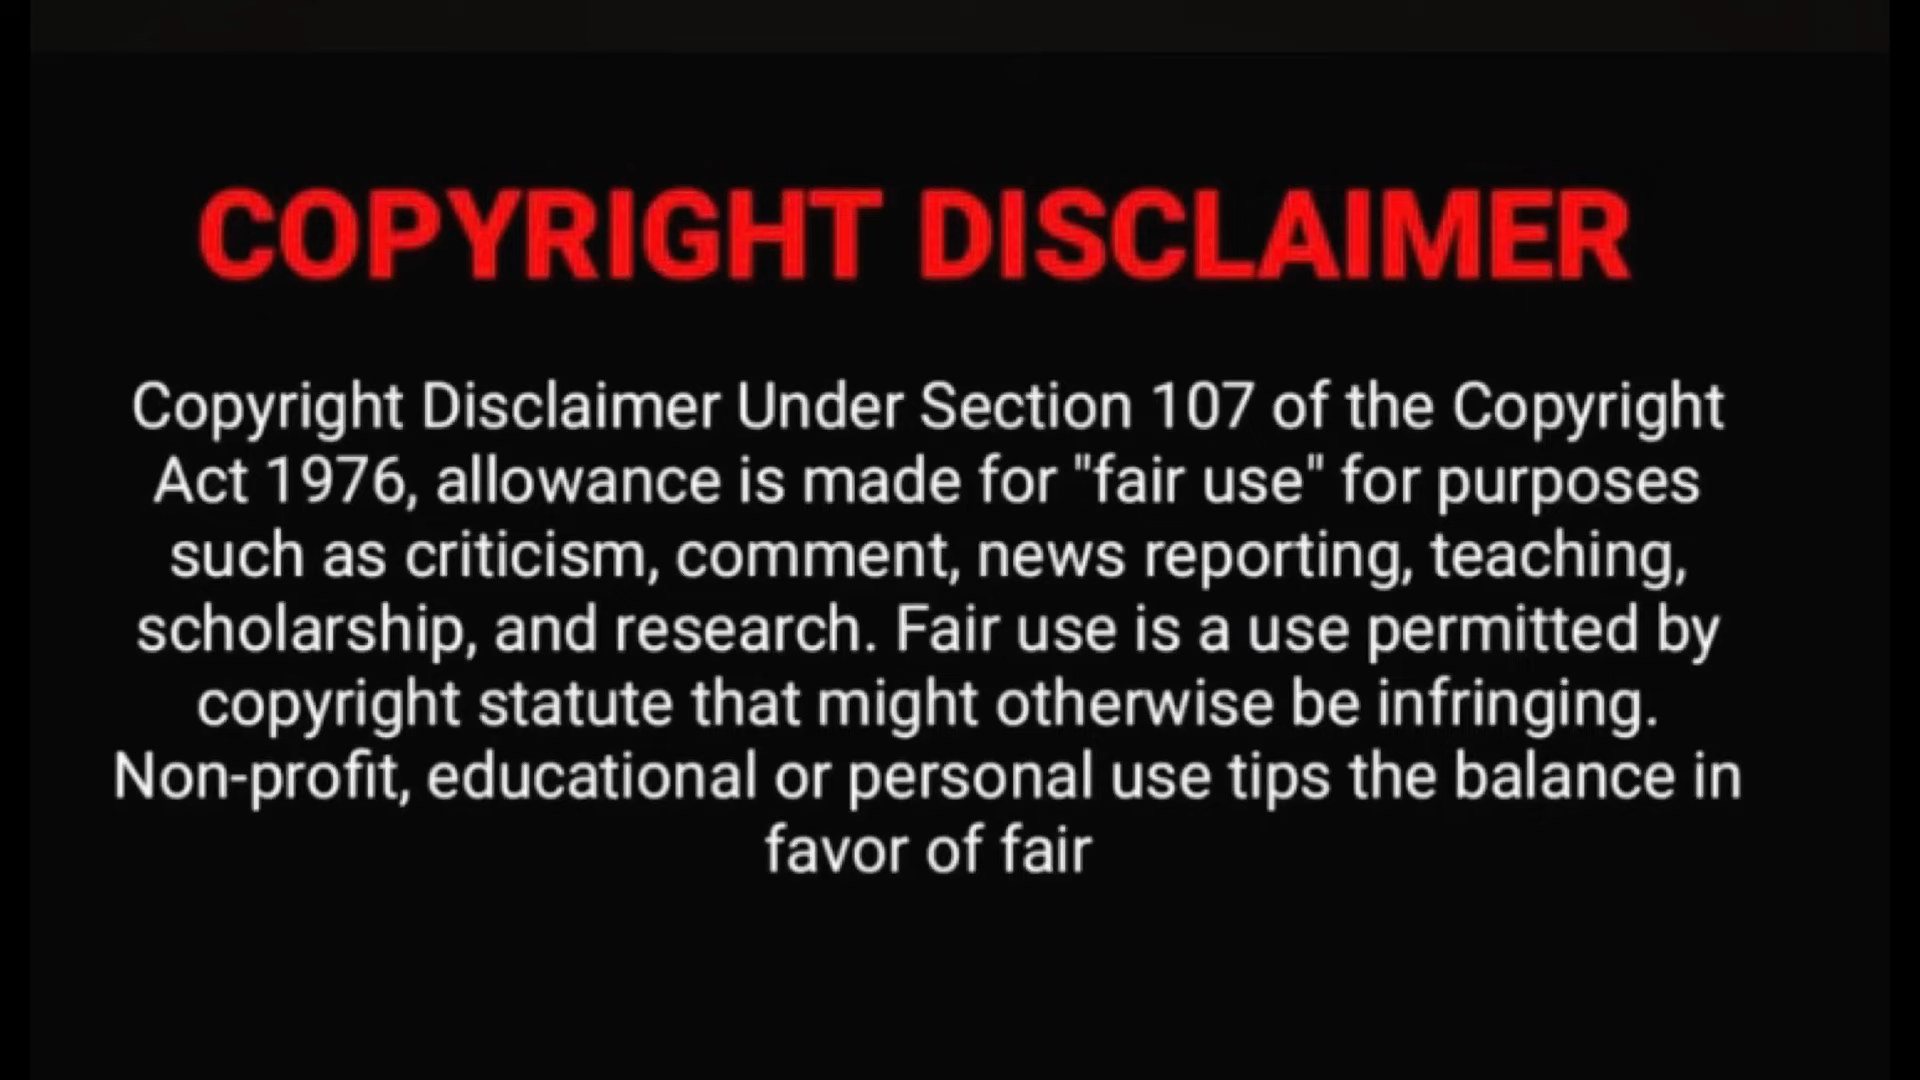 COPYRIGHT DISCLAIMER
Copyright Disclaimer Under Section 107 of the Copyright
Act 1976, allowance is made for "fair use" for purposes
such as criticism, comment, news reporting, teaching,
scholarship, and research. Fair use is a use permitted by
copyright statute that might otherwise be infringing.
Non-profit, educational or personal use tips the balance in
favor of fair